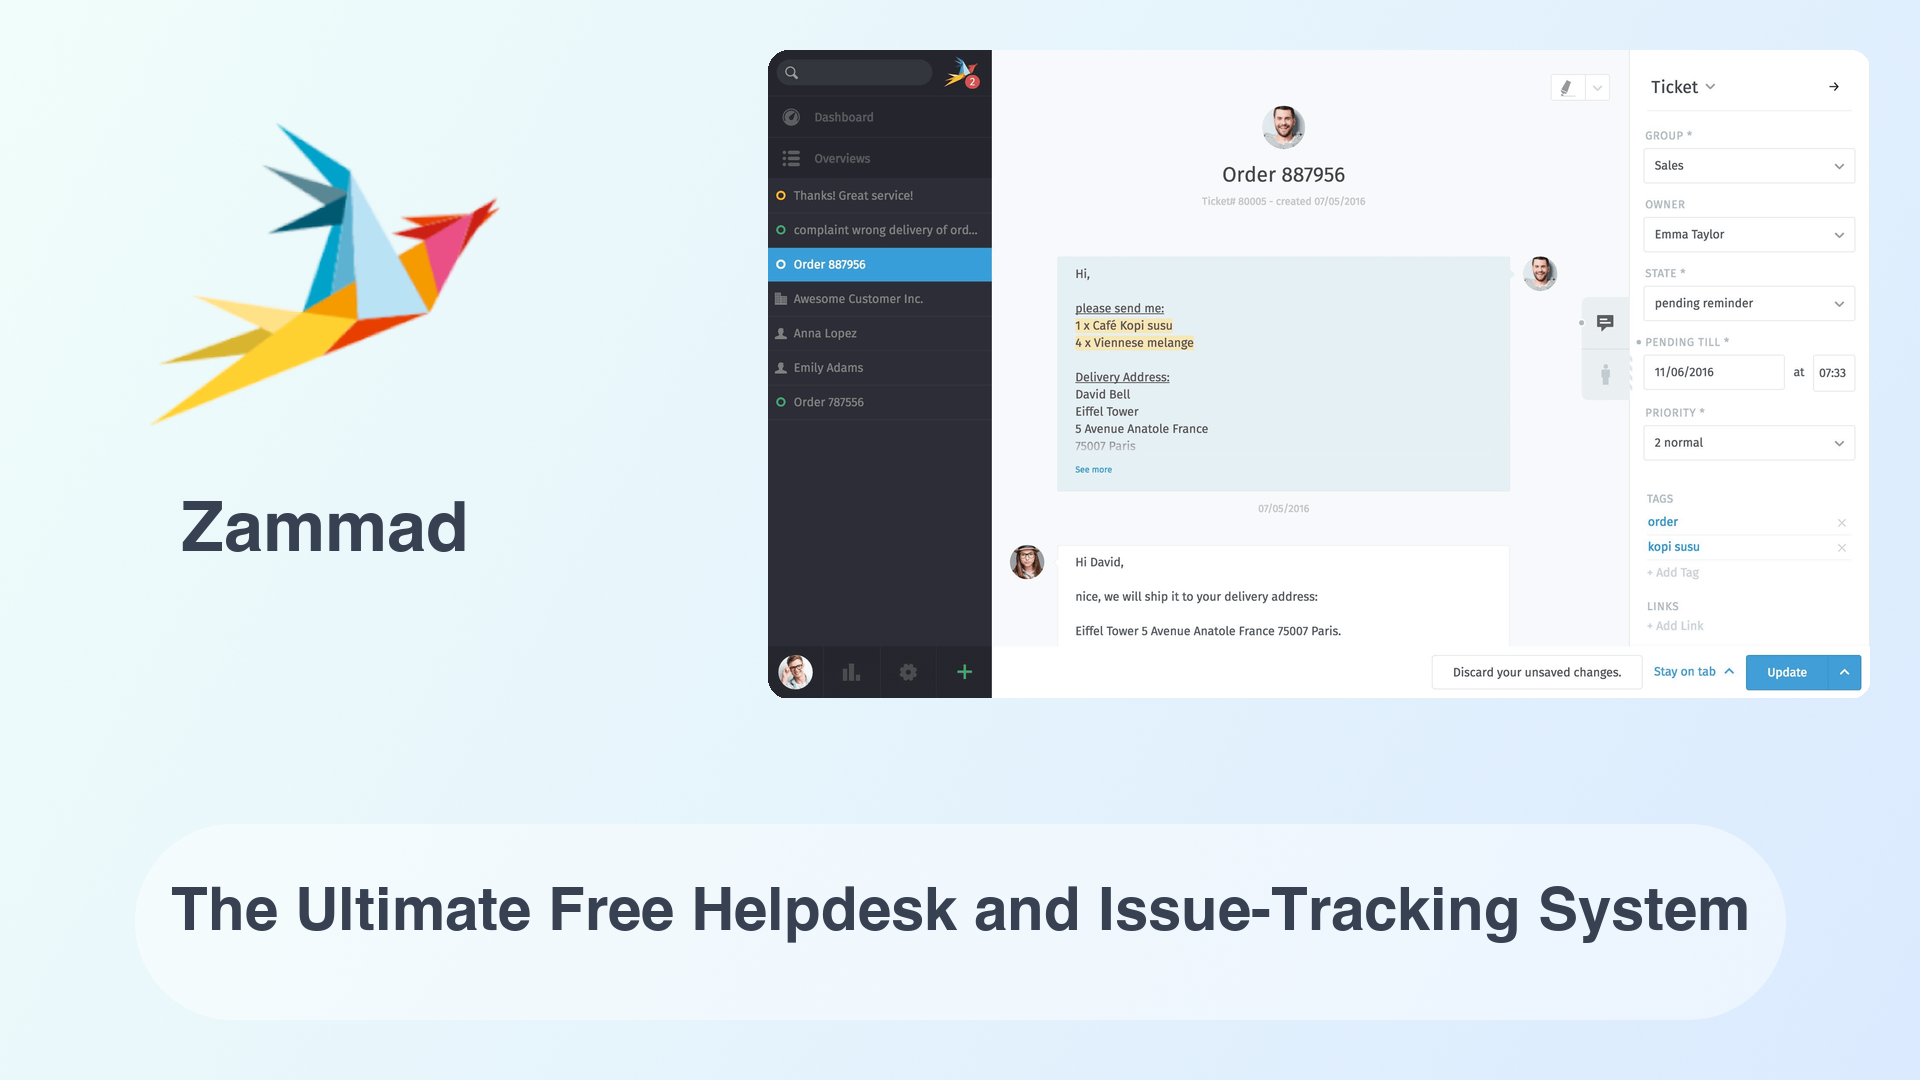 Zammad
2
Dashboard
Overviews
Thanks! Great service!
complaint wrong delivery of ord...
Order 887956
Awesome Customer Inc.
Anna Lopez
Emily Adams
Order 787556
Order 887956
Ticket# 80005 - created 07/05/2016
Hi,
please send me:
1 x Café Kopi susu
4 x Viennese melange
Delivery Address:
David Bell
Eiffel Tower
5 Avenue Anatole France
75007 Paris
See more
07/05/2016
Hi David,
nice, we will ship it to your delivery address:
Eiffel Tower 5 Avenue Anatole France 75007 Paris.
Ticket
GROUP *
Sales
OWNER
Emma Taylor
STATE *
pending reminder
PENDING TILL *
11/06/2016 at 07:33
PRIORITY *
2 normal
TAGS
order
kopi susu
+ Add Tag
LINKS
+ Add Link
Discard your unsaved changes. Stay on tab Update
The Ultimate Free Helpdesk and Issue-Tracking System